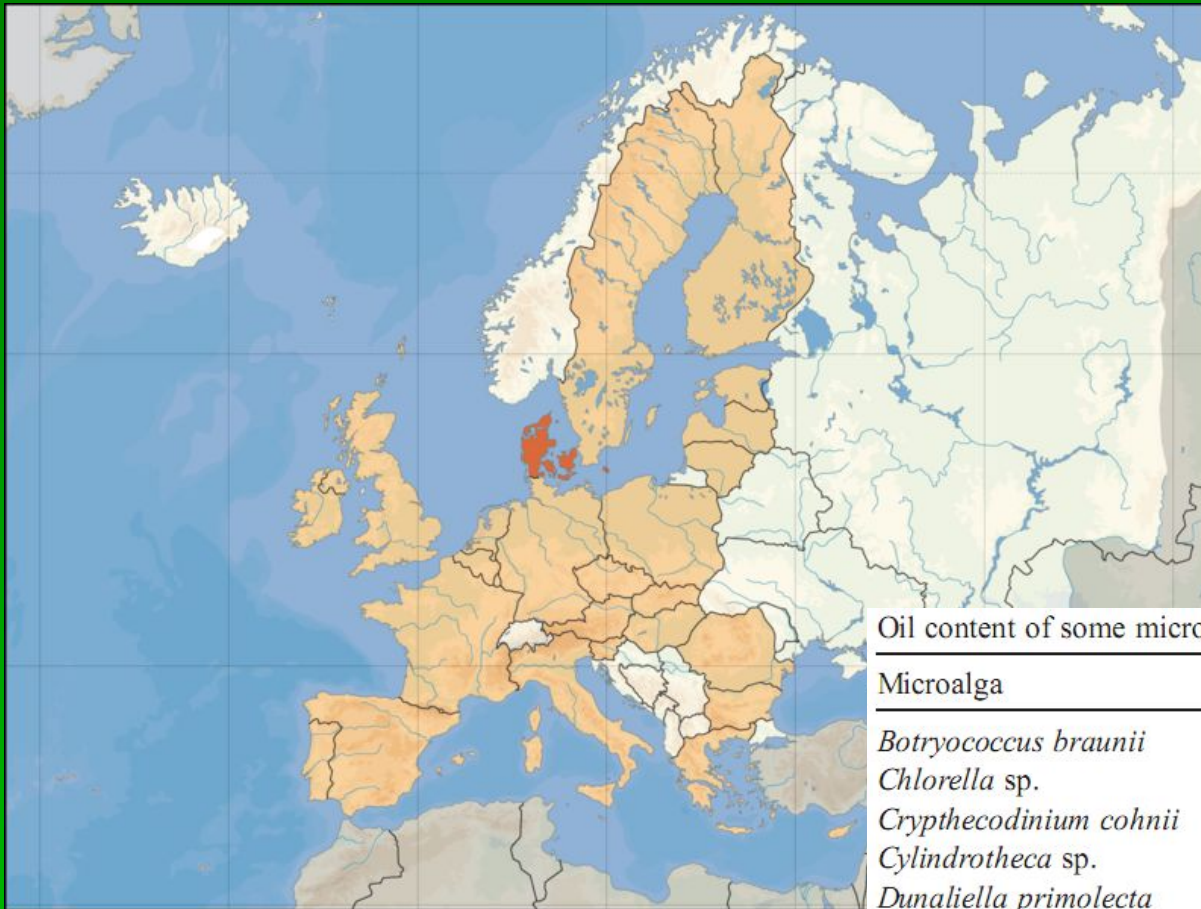 Oil content of some micro
Microalga
Botryococcus braunii
Chlorella sp.
Crypthecodinium cohnii
Cylindrotheca sp.
Dunaliella primolecta